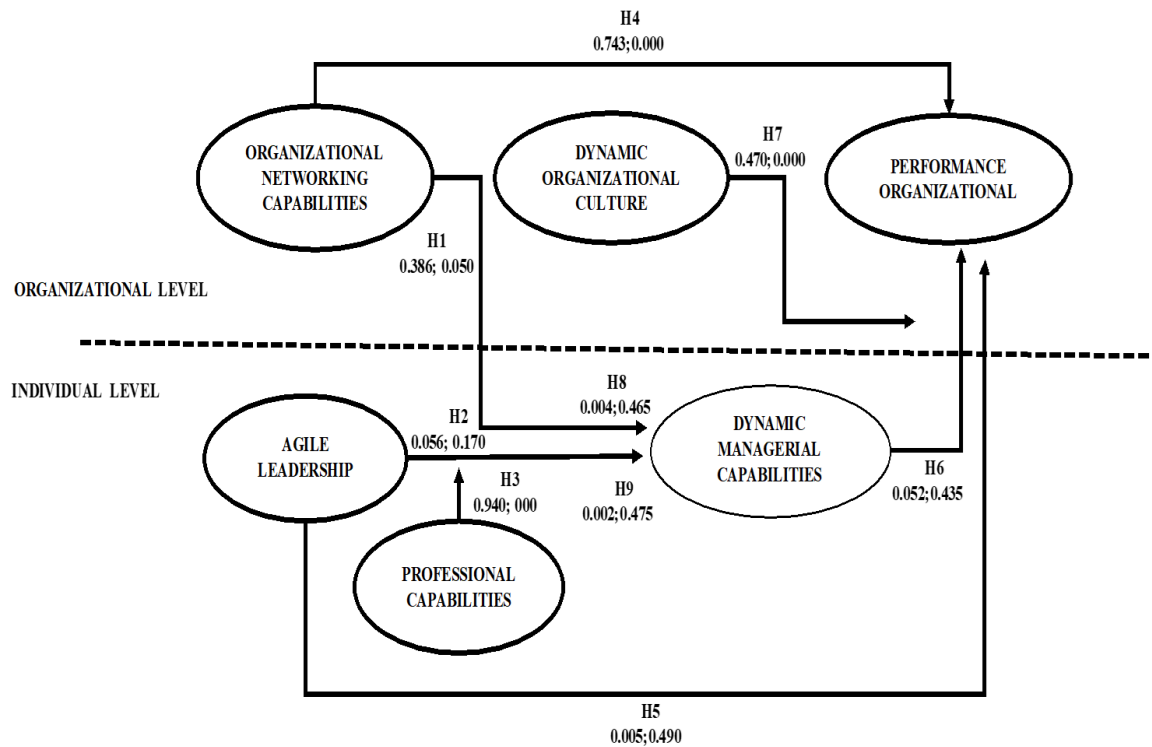 H4
0.743;0.000
ORGANIZATIONAL
NETWORKING
CAPABILITIES
DYNAMIC
ORGANIZATIONAL
CULTURE
H7
0.470;0.000
PERFORMANCE
ORGANIZATIONAL
H1
0.386; 0.050
ORGANIZATIONAL LEVEL
INDIVIDUAL LEVEL
AGILE
LEADERSHIP
H2
0.056; 0.170
H8
0.004;0.465
DYNAMIC
MANAGERIAL
CAPABILITIES
H3
0.940; 000
H9
0.002;0.475
H6
0.052;0.435
PROFESSIONAL
CAPABILITIES
H5
0.005;0.490